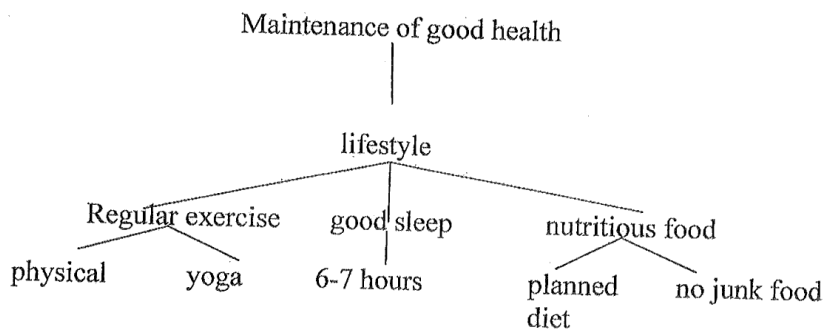 Maintenance of good health
lifestyle
Regular exercise
good sleep
nutritious food
physical
yoga
6-7 hours
planned
diet
no junk food